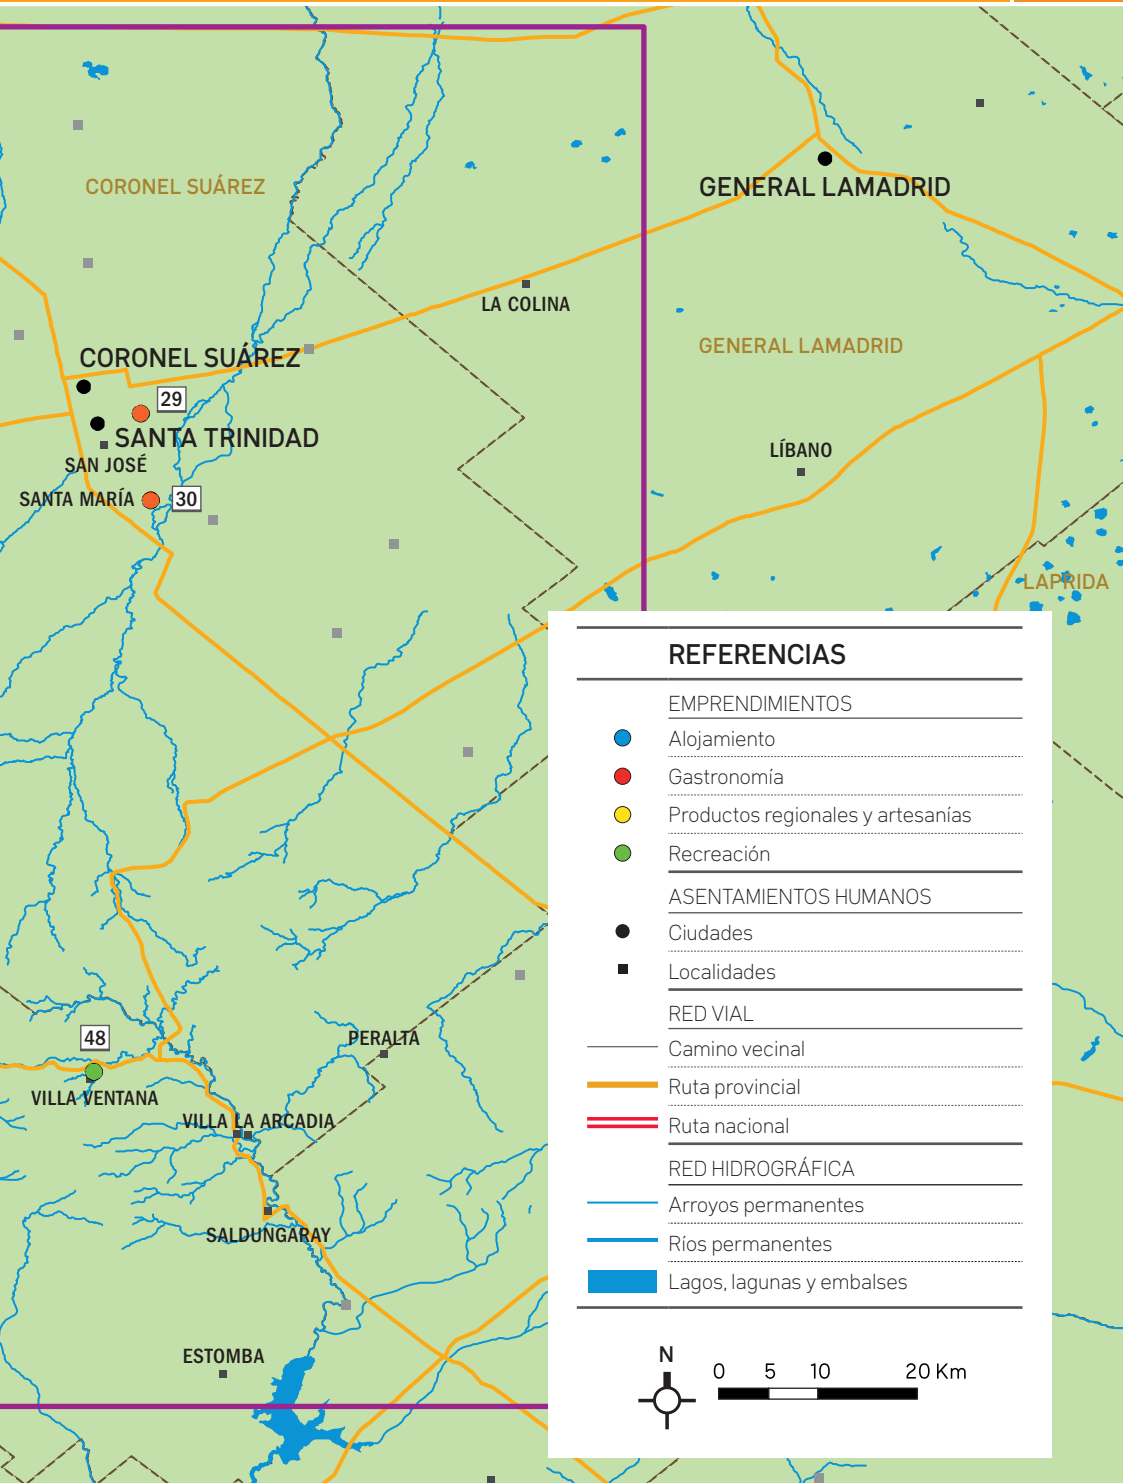 CORONEL SUÁREZ
GENERAL LAMADRID
LA COLINA
CORONEL SUÁREZ
GENERAL LAMADRID
29
SANTA TRINIDAD
LÍBANO
SAN JOSÉ
SANTA MARÍA
30
LAPRIDA
REFERENCIAS
EMPRENDIMIENTOS
Alojamiento
Gastronomía
Productos regionales y artesanías
Recreación
ASENTAMIENTOS HUMANOS
Ciudades
Localidades
RED VIAL
Camino vecinal
Ruta provincial
Ruta nacional
RED HIDROGRÁFICA
Arroyos permanentes
Ríos permanentes
Lagos, lagunas y embalses
48
PERALTA
VILLA VENTANA
VILLA LA ARCADIA
SALDUNGARAY
ESTOMBA
N
0 5 10 20 Km